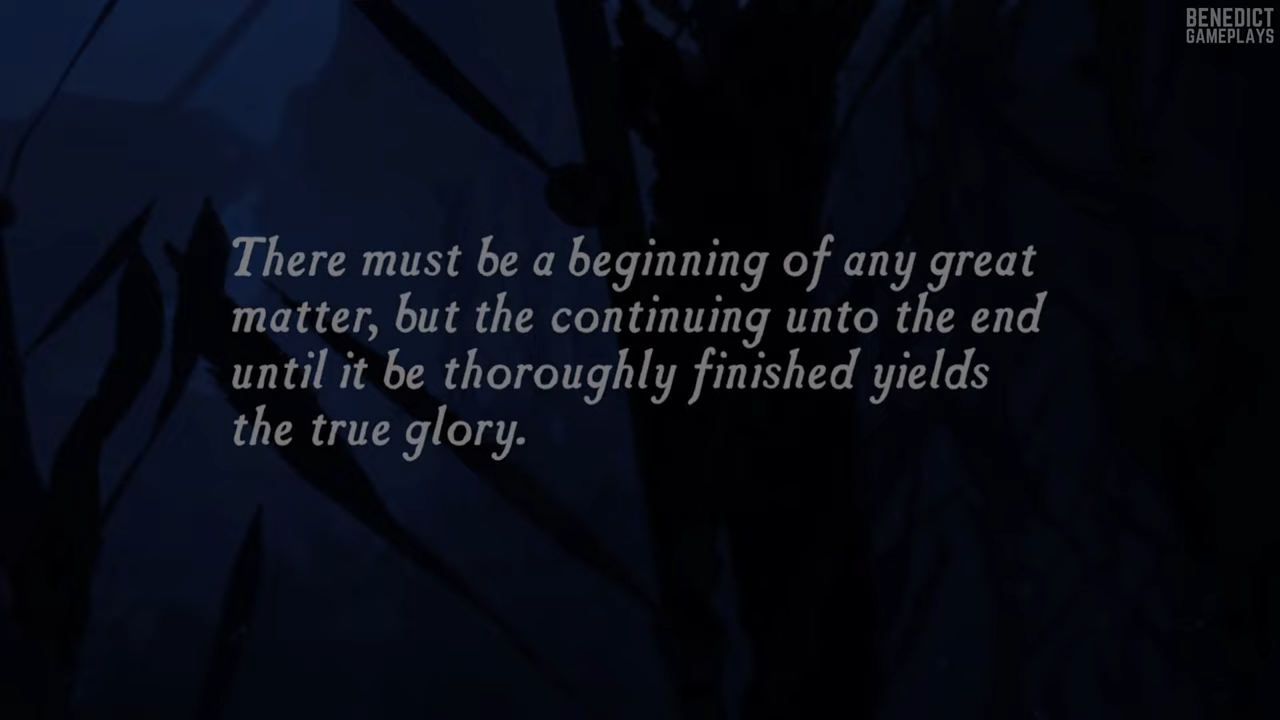 BENEDICT
GAMEPLAYS
There must be a beginning of any great
matter, but the continuing unto the end
until it be thoroughly finished yields
the true glory.